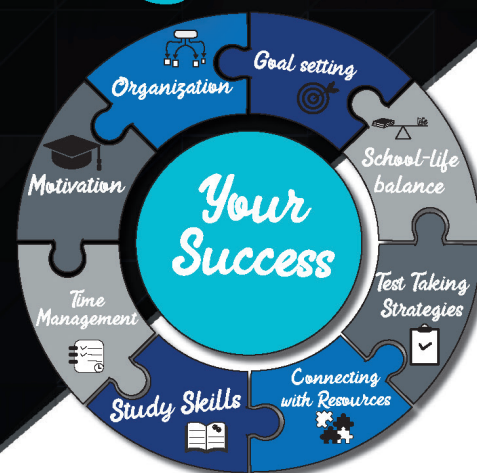 Your
Success
Goal setting
School-life
balance
Test Taking
Strategies
Connecting
with Resources
Study Skills
Time
Management
Motivation
Organization